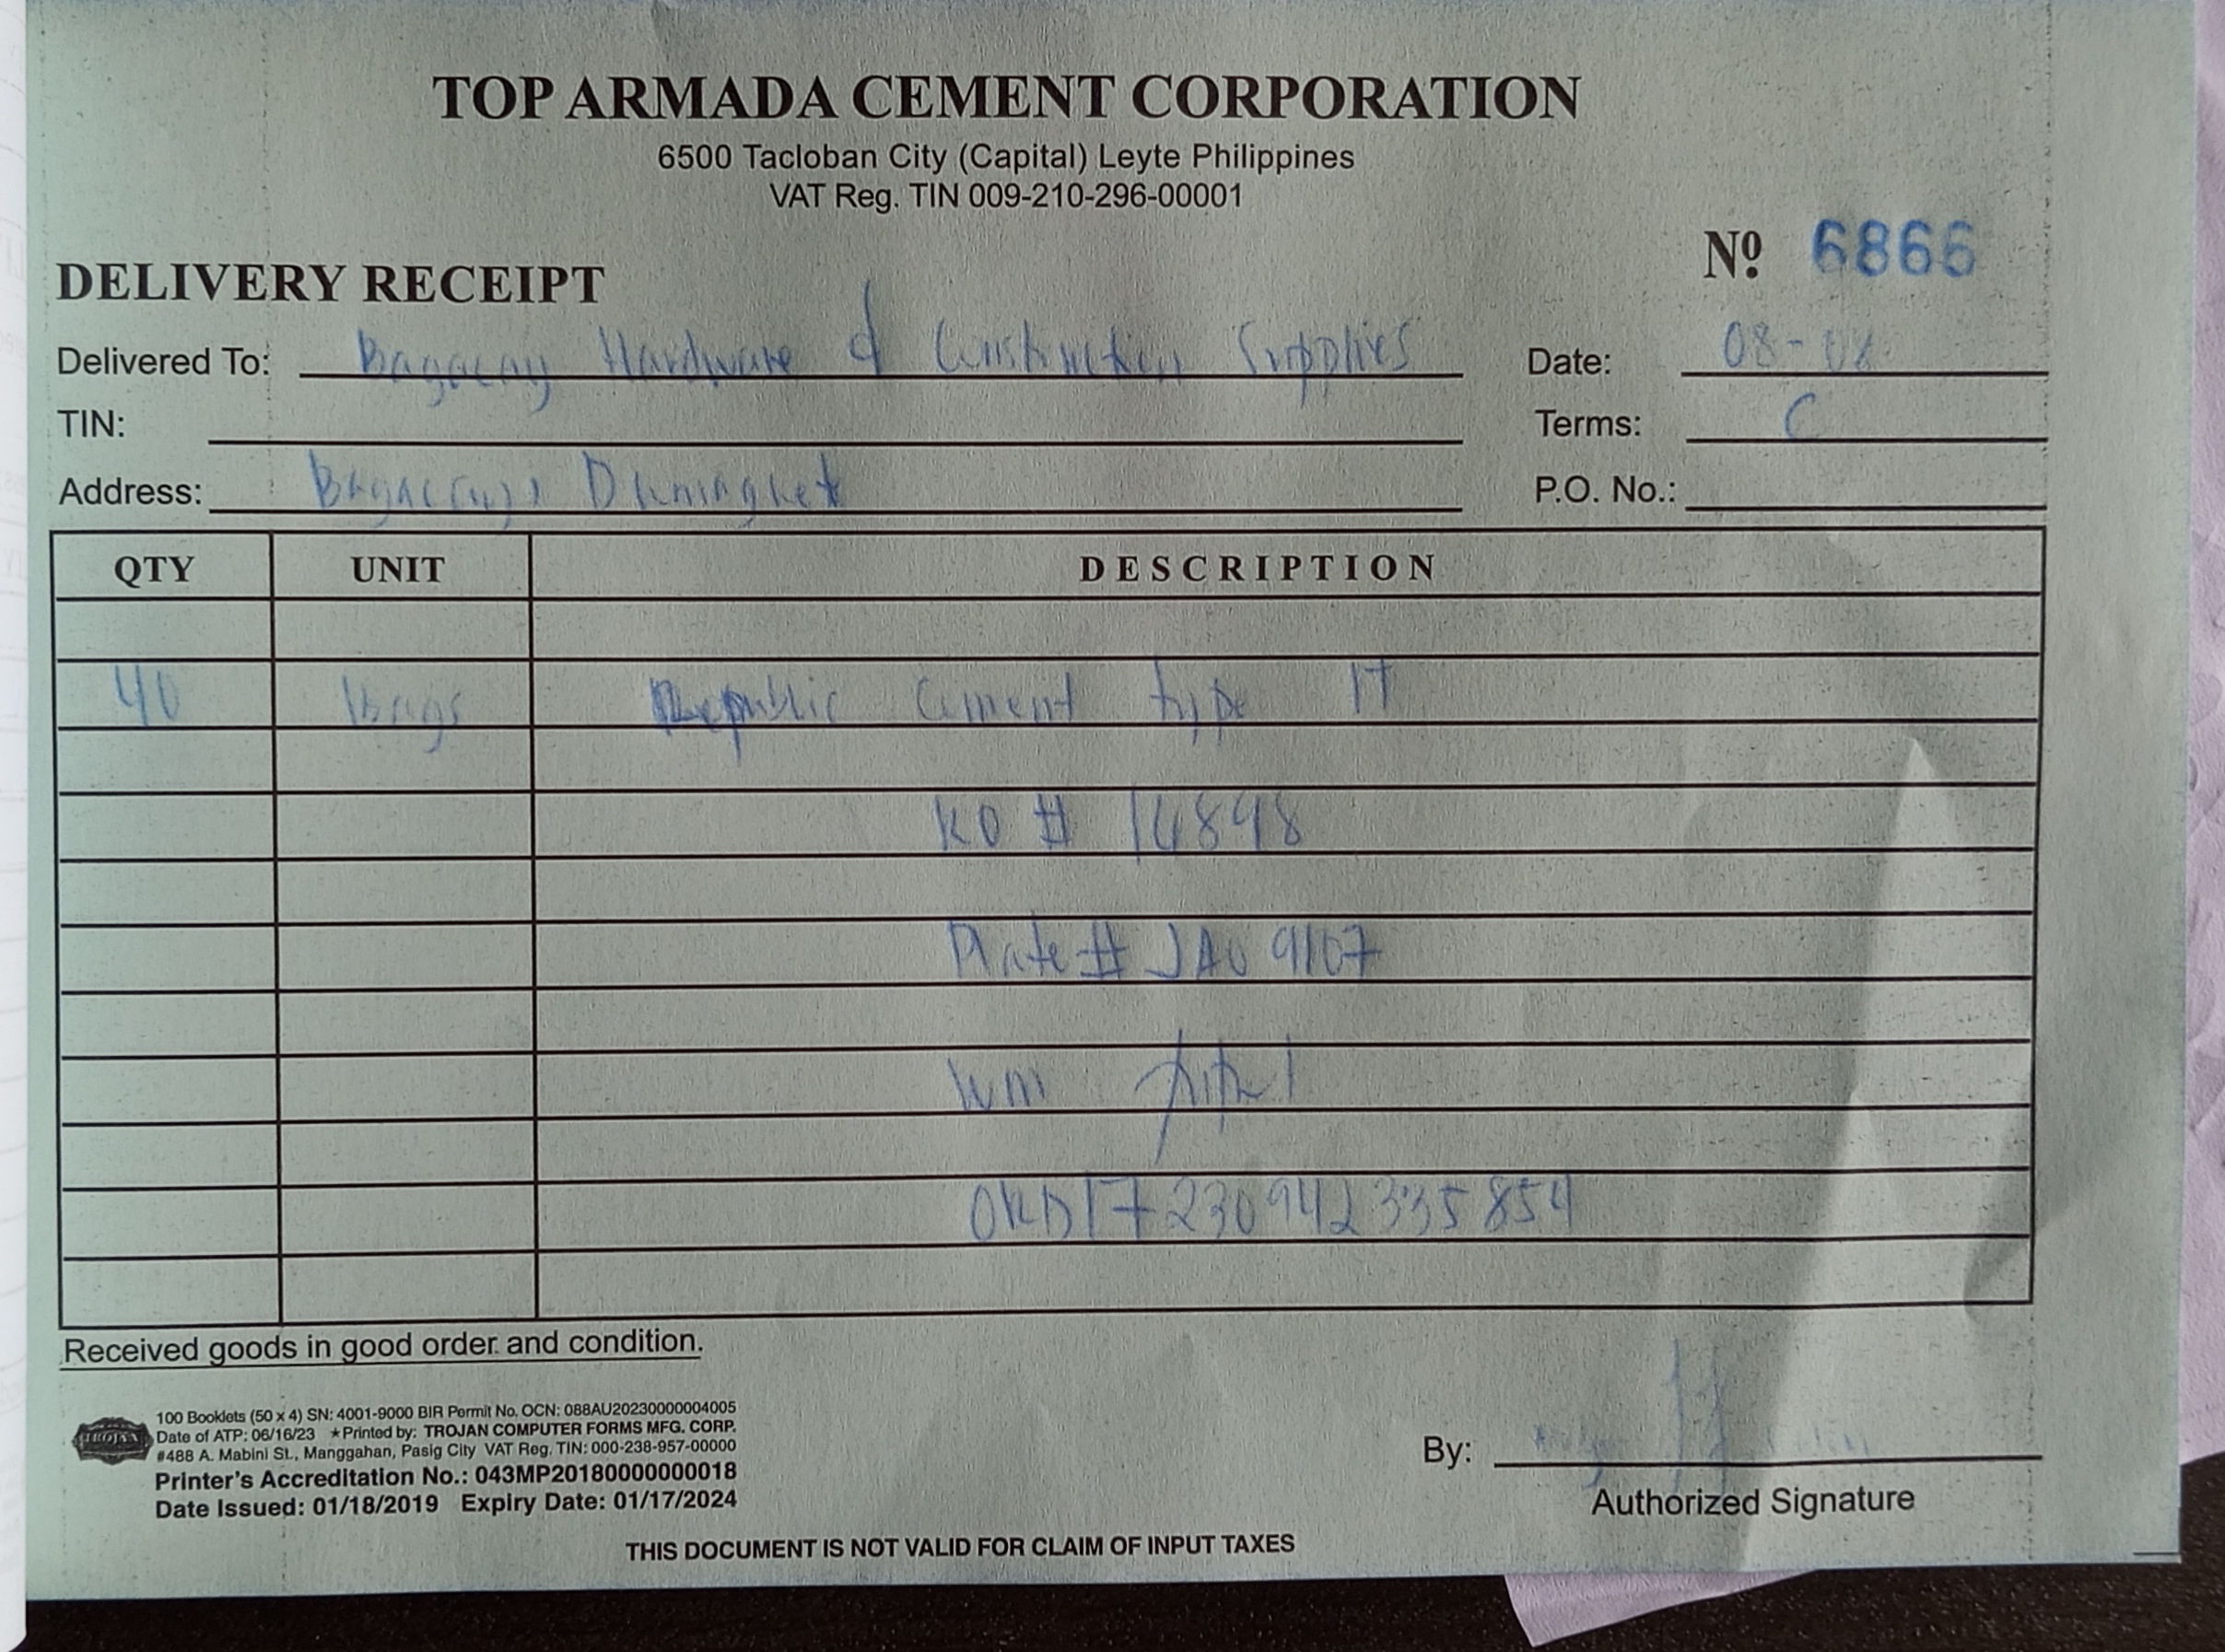 TOP ARMADA CEMENT CORPORATION
6500 Tacloban City (Capital) Leyte Philippines
VAT Reg. TIN 009-210-296-00001
Nº 6866
DELIVERY RECEIPT
Delivered To: Bagacay Hardware & Construction Supplies Date: 08-
TIN: Terms: C
Address: Bagacay, P.O. No.:
QTY UNIT DESCRIPTION
40 bags Republic Cement type 1T
# 14898
Plate # 9107
WM
OKD17230942335854
Received goods in good order and condition.
TROJAN
100 Booklets (50 x 4) SN: 4001-9000 BIR Permit No. OCN: 088AU20230000004005
Date of ATP: 06/16/23 ★Printed by: TROJAN COMPUTER FORMS MFG. CORP.
#488 A. Mabini St., Manggahan, Pasig City VAT Reg. TIN: 000-238-957-00000
Printer's Accreditation No.: 043MP20180000000018
Date Issued: 01/18/2019 Expiry Date: 01/17/2024
By:
Authorized Signature
THIS DOCUMENT IS NOT VALID FOR CLAIM OF INPUT TAXES